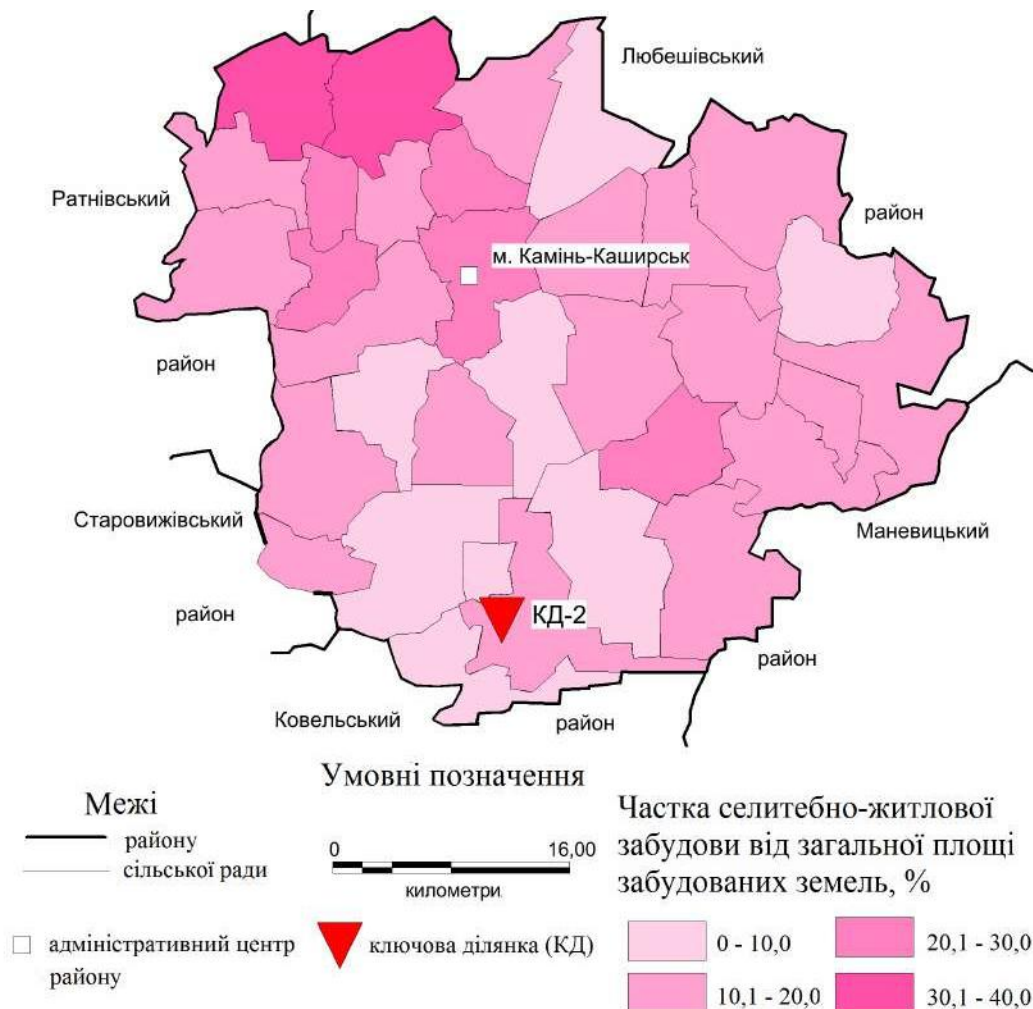 Любешівський
Ратнівський
район
м. Камінь-Каширськ
район
Старовижівський
Маневицький
район
КД-2
район
Ковельський
район
Умовні позначення
Межі
району
сільської ради
0 16,00
километри
адміністративний центр
району
ключова ділянка (КД)
Частка селитебно-житлової
забудови від загальної площі
забудованих земель, %
0 - 10,0
20,1 - 30,0
10,1 - 20,0
30,1 - 40,0